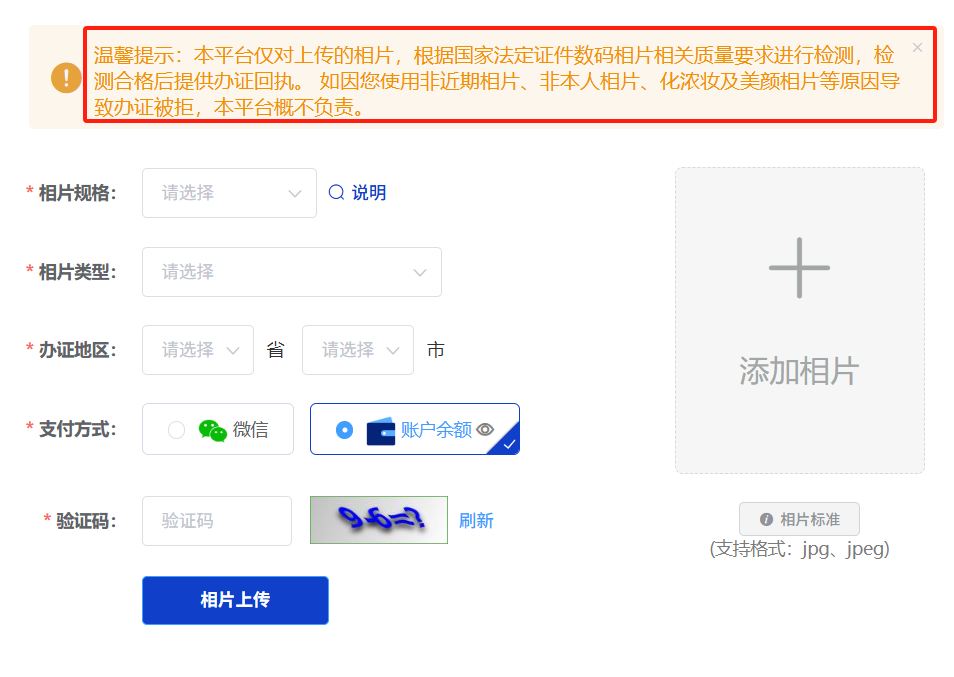 温馨提示：本平台仅对上传的相片，根据国家法定证件数码相片相关质量要求进行检测，检
测合格后提供办证回执。 如因您使用非近期相片、非本人相片、化浓妆及美颜相片等原因导
致办证被拒，本平台概不负责。
* 相片规格： 请选择 说明
* 相片类型： 请选择
* 办证地区： 请选择 省 请选择 市
* 支付方式： 微信 账户余额
* 验证码： 验证码 9-6=? 刷新
相片上传
添加相片
相片标准
(支持格式：jpg、jpeg)